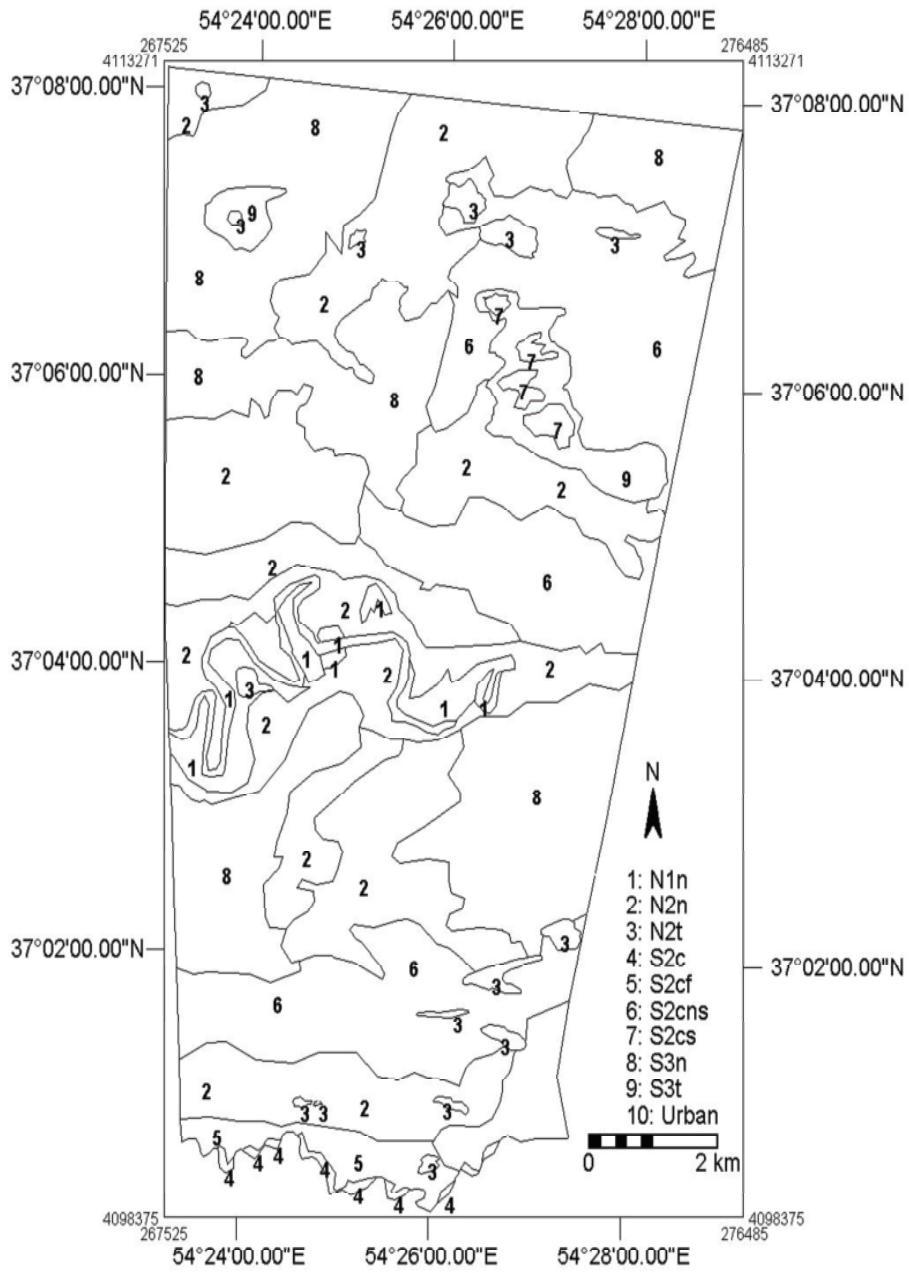 54°24'00.00"E 54°26'00.00"E 54°28'00.00"E
267525 276485
4113271 4113271
37°08'00.00"N 37°08'00.00"N
3
2 8 2
8
9 3
3 3 3
3
8
2
7
6 6
7
8
7
8
7
2 2
9
2
2
6
2 1
1
2 1 2
37°04'00.00"N 37°04'00.00"N
37°06'00.00"N 37°06'00.00"N
1 2
3
1 1 1
2
1
N
8
2
8 2
1: N1n
2: N2n
3: N2t
4: S2c
5: S2cf
6: S2cns
7: S2cs
8: S3n
9: S3t
10: Urban
0 2 km
3
37°02'00.00"N 37°02'00.00"N
6
3
6
3
3
2 2
3 3 3
5
5 3
4 4 4 4
4 4 4
4098375 4098375
267525 276485
54°24'00.00"E 54°26'00.00"E 54°28'00.00"E